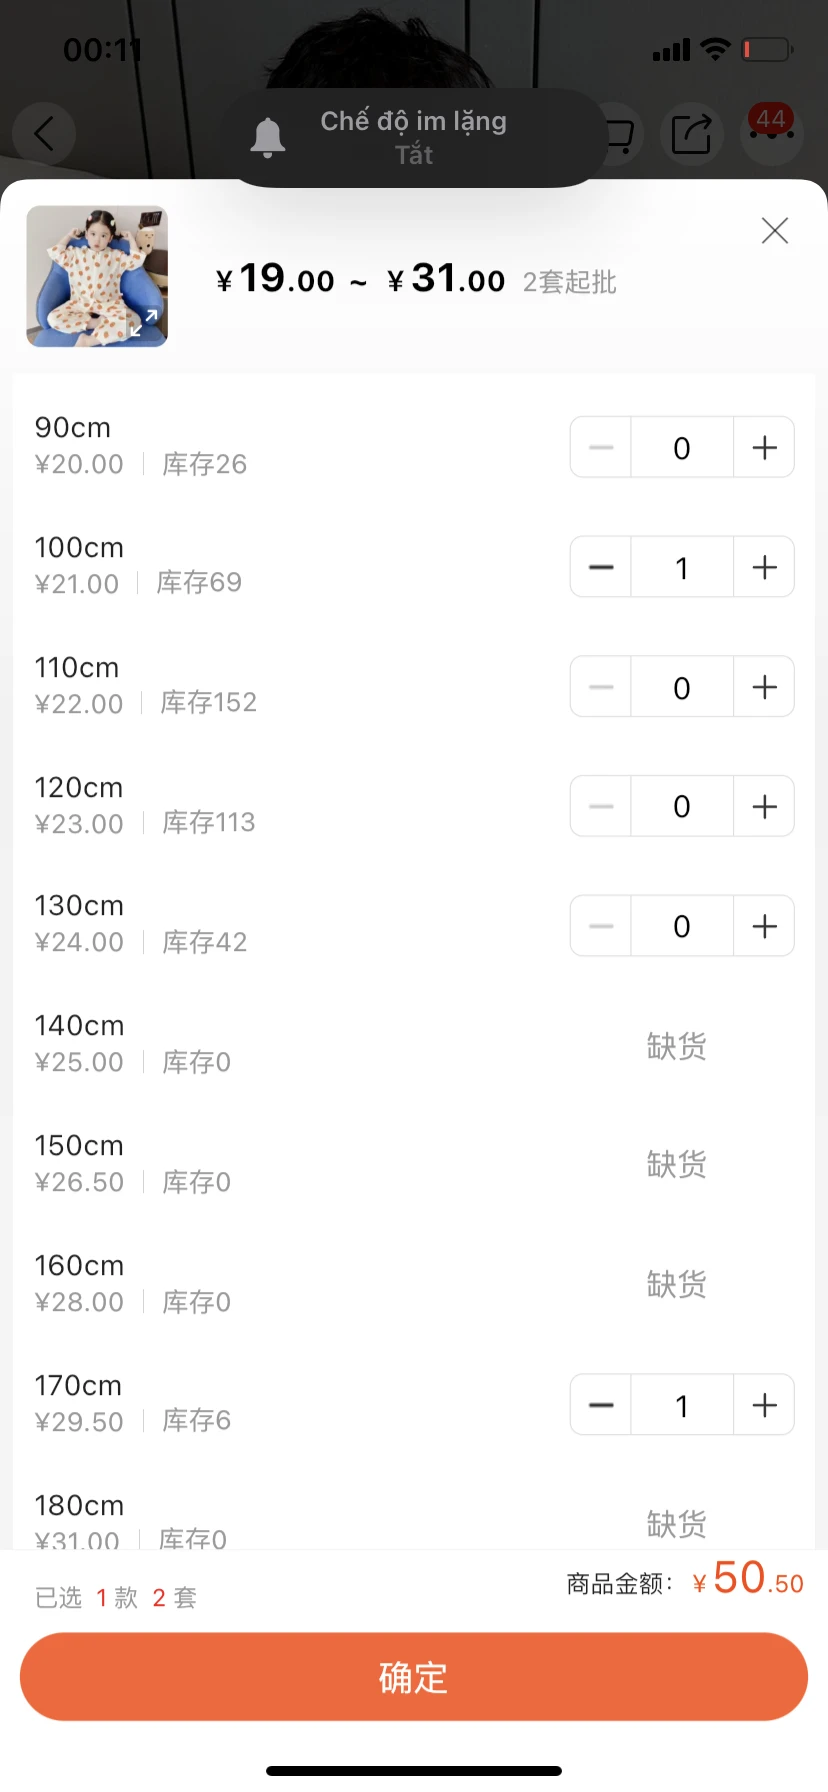 00:11
Chế độ im lặng
Tắt
44
¥19.00 ~ ¥31.00 2套起批
90cm
¥20.00 库存26
0
100cm
¥21.00 库存69
1
110cm
¥22.00 库存152
0
120cm
¥23.00 库存113
0
130cm
¥24.00 库存42
0
140cm
¥25.00 库存0
缺货
150cm
¥26.50 库存0
缺货
160cm
¥28.00 库存0
缺货
170cm
¥29.50 库存6
1
180cm
¥31.00 库存0
缺货
已选 1 款 2 套
商品金额: ¥50.50
确定